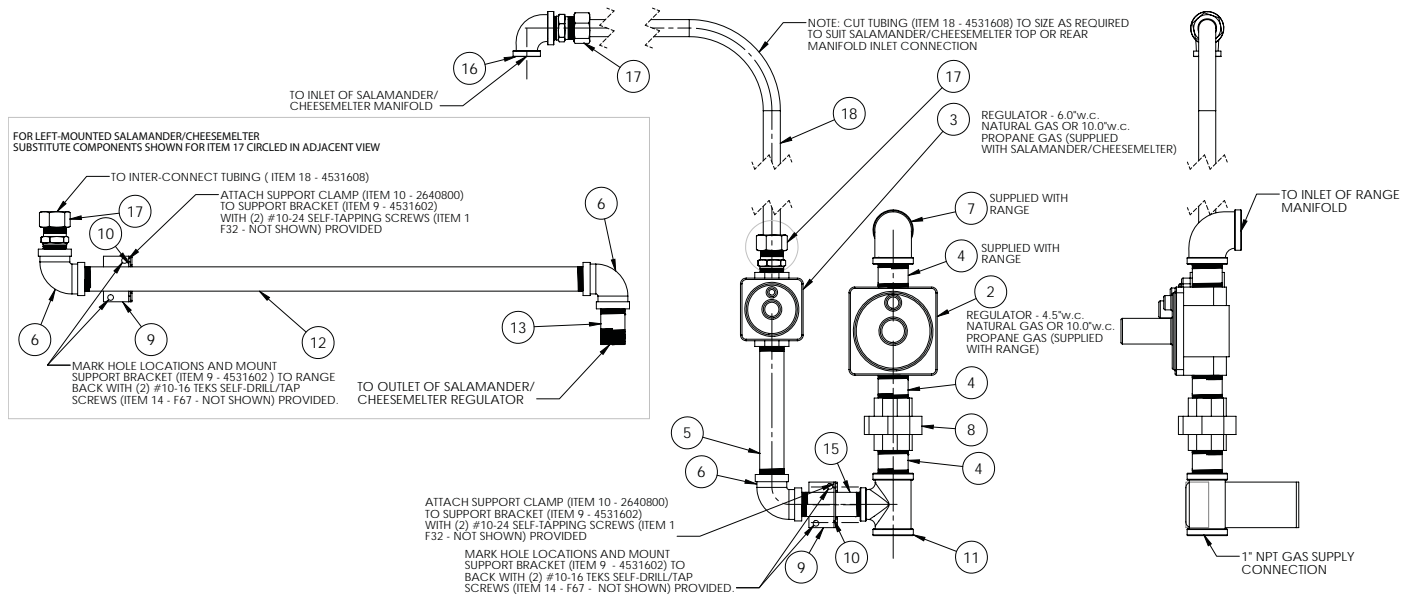 NOTE: CUT TUBING (ITEM 18 - 4531608) TO SIZE AS REQUIRED
TO SUIT SALAMANDER/CHEESEMELTER TOP OR REAR
MANIFOLD INLET CONNECTION
16
17
TO INLET OF SALAMANDER/
CHEESEMELTER MANIFOLD
17
18
3
REGULATOR - 6.0"w.c.
NATURAL GAS OR 10.0"w.c.
PROPANE GAS (SUPPLIED
WITH SALAMANDER/CHEESEMELTER)
FOR LEFT-MOUNTED SALAMANDER/CHEESEMELTER
SUBSTITUTE COMPONENTS SHOWN FOR ITEM 17 CIRCLED IN ADJACENT VIEW
TO INTER-CONNECT TUBING ( ITEM 18 - 4531608)
ATTACH SUPPORT CLAMP (ITEM 10 - 2640800)
TO SUPPORT BRACKET (ITEM 9 - 4531602)
WITH (2) #10-24 SELF-TAPPING SCREWS (ITEM 1
F32 - NOT SHOWN) PROVIDED
17
10
6
6
9
12
13
MARK HOLE LOCATIONS AND MOUNT
SUPPORT BRACKET (ITEM 9 - 4531602 ) TO RANGE
BACK WITH (2) #10-16 TEKS SELF-DRILL/TAP
SCREWS (ITEM 14 - F67 - NOT SHOWN) PROVIDED.
TO OUTLET OF SALAMANDER/
CHEESEMELTER REGULATOR
7
SUPPLIED WITH
RANGE
4
SUPPLIED WITH
RANGE
2
REGULATOR - 4.5"w.c.
NATURAL GAS OR 10.0"w.c.
PROPANE GAS (SUPPLIED
WITH RANGE)
TO INLET OF RANGE
MANIFOLD
4
8
5
15
4
6
ATTACH SUPPORT CLAMP (ITEM 10 - 2640800)
TO SUPPORT BRACKET (ITEM 9 - 4531602)
WITH (2) #10-24 SELF-TAPPING SCREWS (ITEM 1
F32 - NOT SHOWN) PROVIDED
9
10
11
MARK HOLE LOCATIONS AND MOUNT
SUPPORT BRACKET (ITEM 9 - 4531602) TO
BACK WITH (2) #10-16 TEKS SELF-DRILL/TAP
SCREWS (ITEM 14 - F67 - NOT SHOWN) PROVIDED.
1" NPT GAS SUPPLY
CONNECTION